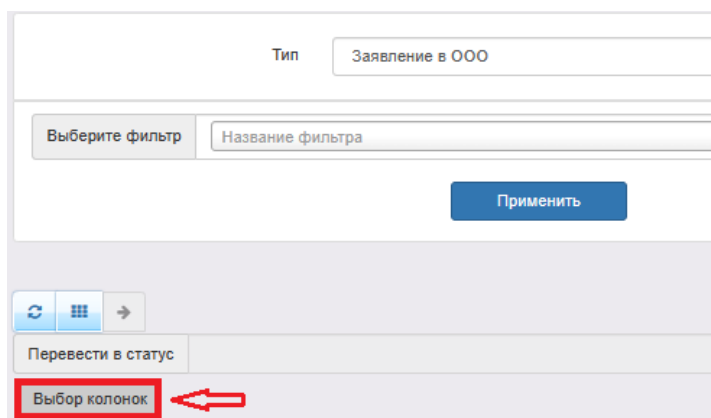 Тип Заявление в ООО
Выберите фильтр Название фильтра
Применить
Перевести в статус
Выбор колонок